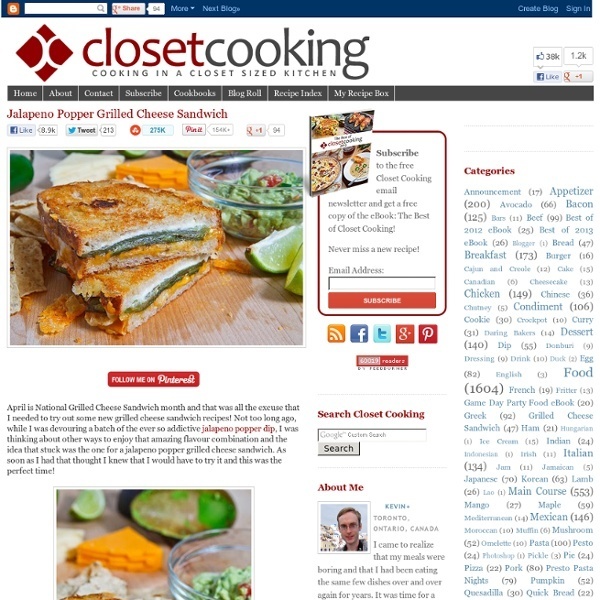 Share 94 More Next Blog» Create Blog Sign In
closetcooking
COOKING IN A CLOSET SIZED KITCHEN
38k 1.2k
Like +1
Home About Contact Subscribe Cookbooks Blog Roll Recipe Index My Recipe Box
Jalapeno Popper Grilled Cheese Sandwich
Like 8.9k Tweet 213 275K Pin it 154K+ +1 94
closetcooking
Subscribe
to the free
Closet Cooking
email
newsletter and get a free
copy of the eBook: The Best
of Closet Cooking!
Never miss a new recipe!
Email Address:
SUBSCRIBE
60019 readers
BY FEEDBURNER
FOLLOW ME ON Pinterest
April is National Grilled Cheese Sandwich month and that was all the excuse that
I needed to try out some new grilled cheese sandwich recipes! Not too long ago,
while I was devouring a batch of the ever so addictive jalapeno popper dip, I was
thinking about other ways to enjoy that amazing flavour combination and the
idea that stuck was the one for a jalapeno popper grilled cheese sandwich. As
soon as I had that thought I knew that I would have to try it and this was the
perfect time!
Search Closet Cooking
Google Custom Search
Search
About Me
KEVIN+
TORONTO,
ONTARIO, CANADA
I came to realize
that my meals were
boring and that I had been eating
the same few dishes over and over
again for years. It was time for a
Categories
Announcement (17) Appetizer
(200) Avocado (66) Bacon
(125) Bars (11) Beef (99) Best of
2012 eBook (25) Best of 2013
eBook (26) Blogger (1) Bread (47)
Breakfast (173) Burger (16)
Cajun and Creole (12) Cake (15)
Canadian (6) Cheesecake (13)
Chicken (149) Chinese (36)
Chutney (5) Condiment (106)
Cookie (30) Crockpot (10) Curry
(31) Daring Bakers (14) Dessert
(140) Dip (55) Donburi (9)
Dressing (9) Drink (10) Duck (2) Egg
(82) English (3) Food
(1604) French (19) Fritter (13)
Game Day Party Food eBook (20)
Greek (92) Grilled Cheese
Sandwich (47) Ham (21) Hungarian
(1) Ice Cream (15) Indian (24)
Indonesian (1) Irish (11) Italian
(134) Jam (11) Jamaican (5)
Japanese (70) Korean (63) Lamb
(26) Lao (1) Main Course (553)
Mango (27) Maple (59)
Mediterranean (14) Mexican (146)
Moroccan (10) Muffin (6) Mushroom
(52) Omelette (10) Pasta (100) Pesto
(24) Photoshop (1) Pickle (3) Pie (24)
Pizza (22) Pork (80) Presto Pasta
Nights (79) Pumpkin (52)
Quesadilla (30) Quick Bread (22)